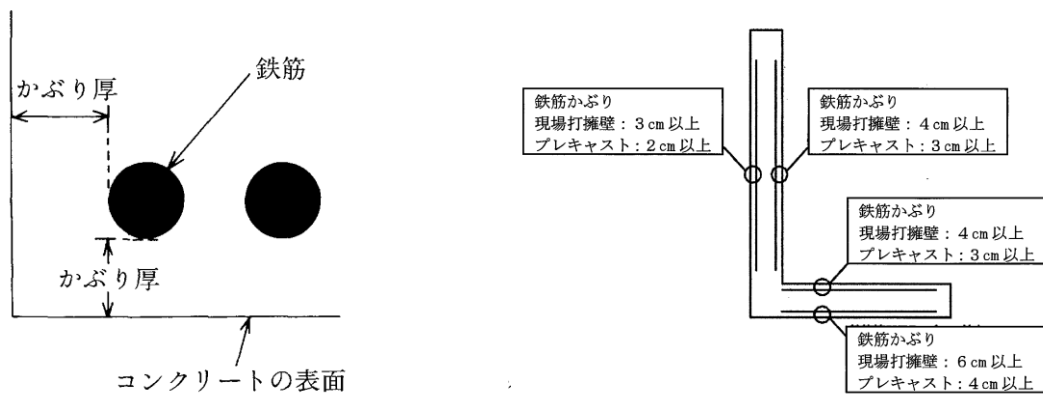 かぶり厚
鉄筋
かぶり厚
コンクリートの表面
鉄筋かぶり
現場打擁壁：3㎝以上
プレキャスト：2㎝以上
鉄筋かぶり
現場打擁壁：4㎝以上
プレキャスト：3㎝以上
鉄筋かぶり
現場打擁壁：4㎝以上
プレキャスト：3㎝以上
鉄筋かぶり
現場打擁壁：6㎝以上
プレキャスト：4㎝以上